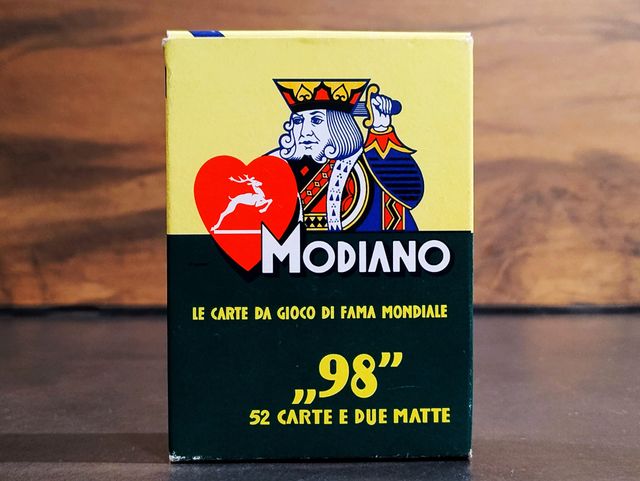 MODIANO
LE CARTE DA GIOCO DI FAMA MONDIALE
„98”
52 CARTE E DUE MATTE